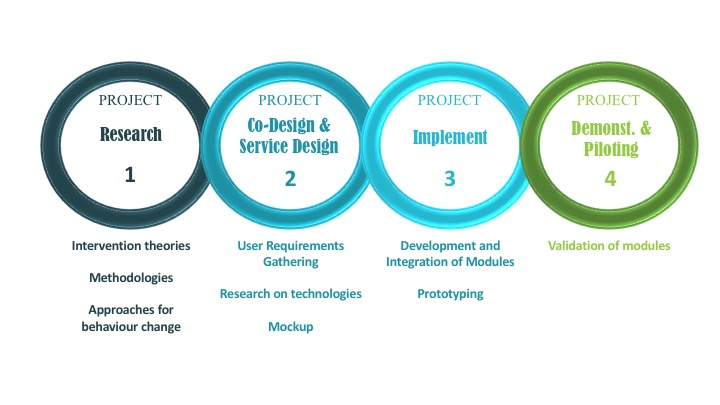 PROJECT
Research
1
Intervention theories
Methodologies
Approaches for
behaviour change
PROJECT
Co-Design &
Service Design
2
User Requirements
Gathering
Research on technologies
Mockup
PROJECT
Implement
3
Development and
Integration of Modules
Prototyping
PROJECT
Demonst. &
Piloting
4
Validation of modules